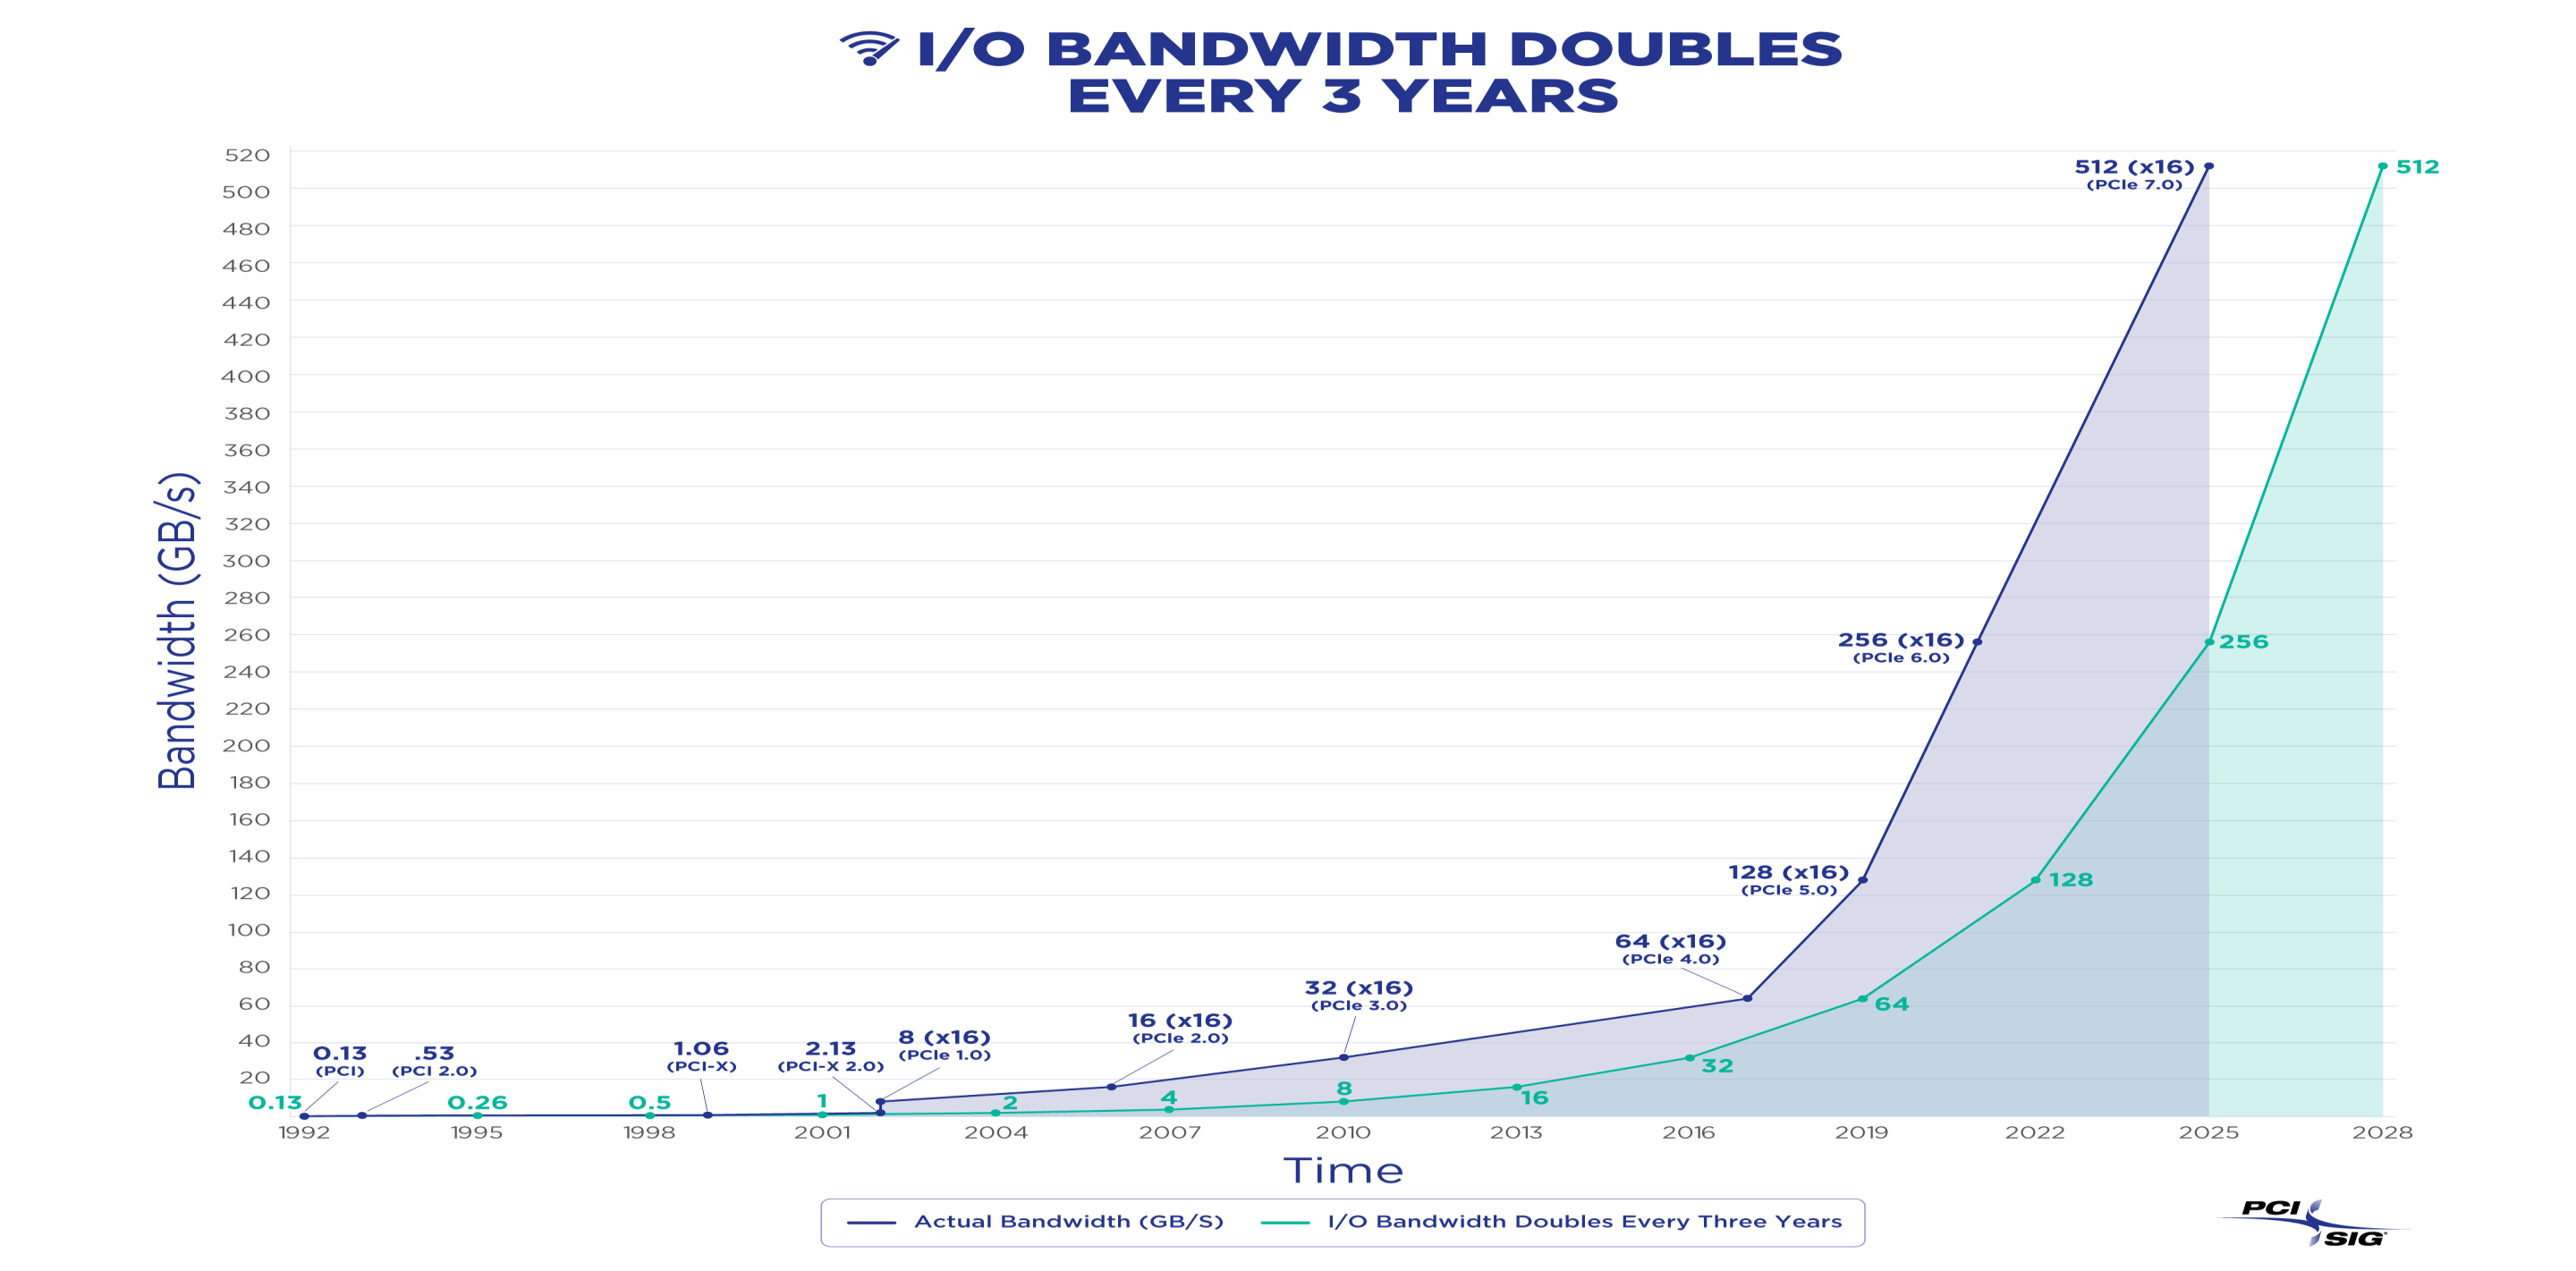 I/O BANDWIDTH DOUBLES
EVERY 3 YEARS
Bandwidth (GB/s)
520
500
480
460
440
420
400
380
360
340
320
300
280
260
240
220
200
180
160
140
120
100
80
60
40
20
512 (x16)
(PCIe 7.0)
512
256 (x16)
(PCIe 6.0)
256
128 (x16)
(PCIe 5.0)
128
64 (x16)
(PCIe 4.0)
64
32 (x16)
(PCIe 3.0)
32
16 (x16)
(PCIe 2.0)
16
8 (x16)
(PCIe 1.0)
8
2.13
(PCI-X 2.0)
1.06
(PCI-X)
.53
(PCI 2.0)
0.13
(PCI)
0.13
0.26
0.5
1
2
4
1992
1995
1998
2001
2004
2007
2010
2013
2016
2019
2022
2025
2028
Time
Actual Bandwidth (GB/S)
I/O Bandwidth Doubles Every Three Years
PCI
SIG